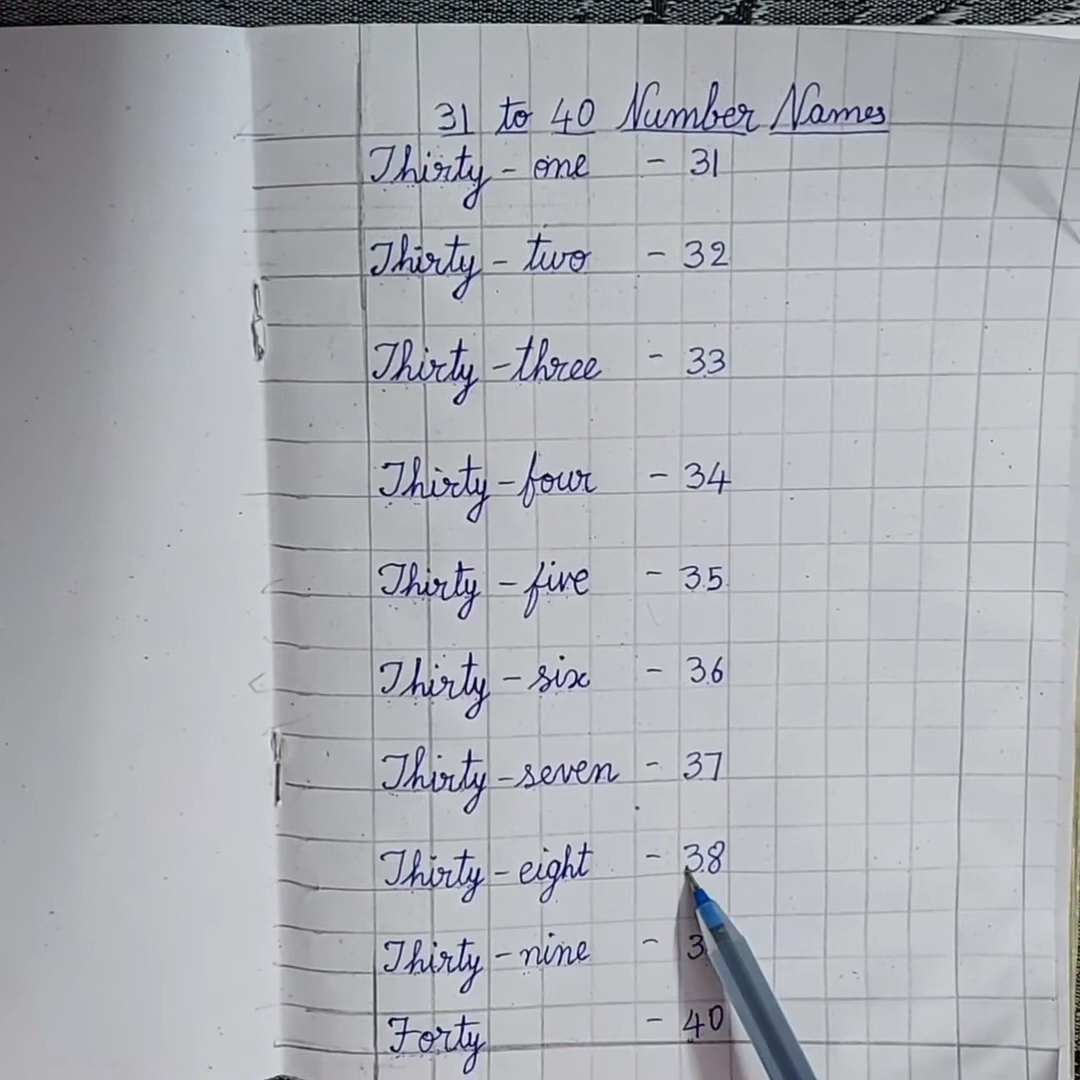 31 to 40 Number Names
Thirty-one - 31
Thirty-two - 32
Thirty-three - 33
Thirty-four - 34
Thirty-five - 35
Thirty-six - 36
Thirty-seven - 37
Thirty-eight - 38
Thirty-nine - 3
Forty - 40